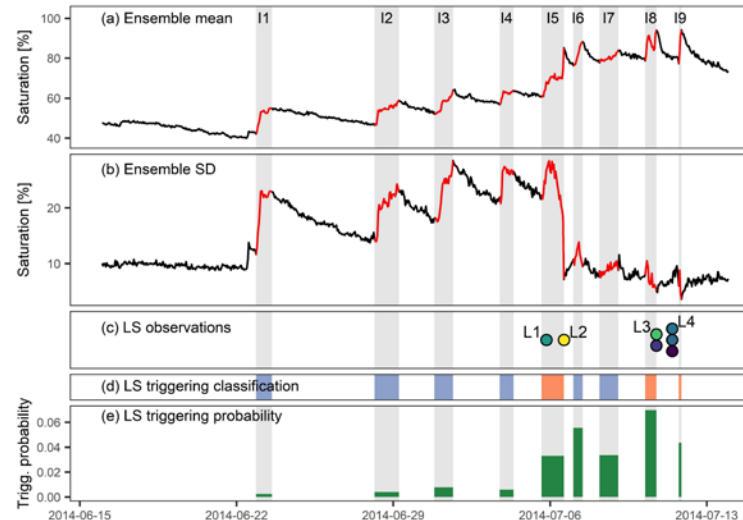 (a) Ensemble mean
I1 I2 I3 I4 I5 I6 I7 I8 I9
Saturation [%]
100
80
60
40
(b) Ensemble SD
Saturation [%]
20
10
(c) LS observations
L1 L2 L3 L4
(d) LS triggering classification
(e) LS triggering probability
Trigg. probability
0.06
0.04
0.02
0.00
2014-06-15 2014-06-22 2014-06-29 2014-07-06 2014-07-13